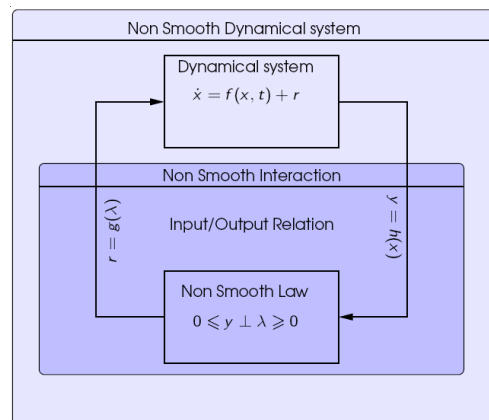 Non Smooth Dynamical system
Dynamical system
ẋ = f(x, t) + r
Non Smooth Interaction
r = g(λ)
Input/Output Relation
y = h(x)
Non Smooth Law
0 ⩽ y ⊥ λ ⩾ 0